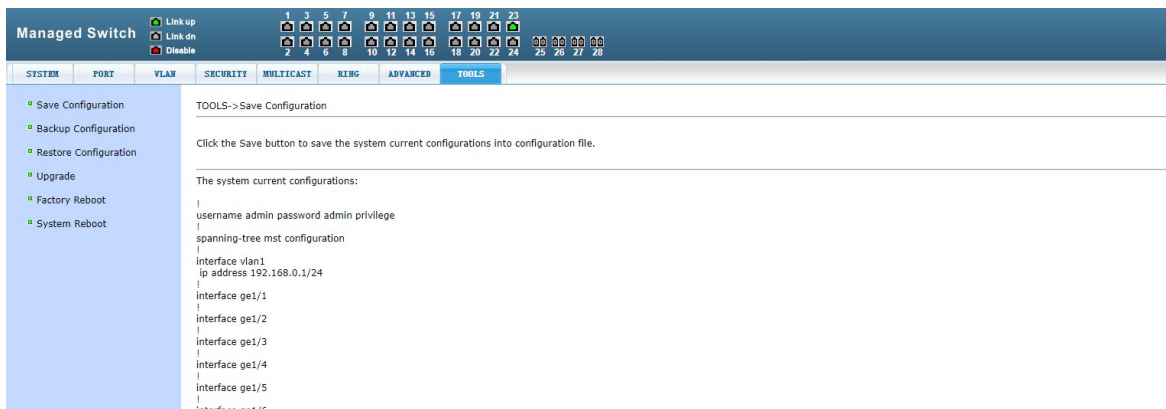 Managed Switch
Link up
Link dn
Disable
1 3 5 7 9 11 13 15 17 19 21 23
2 4 6 8 10 12 14 16 18 20 22 24 25 26 27 28
SYSTEM PORT VLAN SECURITY MULTICAST RING ADVANCED TOOLS
Save Configuration
Backup Configuration
Restore Configuration
Upgrade
Factory Reboot
System Reboot
TOOLS->Save Configuration
Click the Save button to save the system current configurations into configuration file.
The system current configurations:
!
username admin password admin privilege
!
spanning-tree mst configuration
!
interface vlan1
ip address 192.168.0.1/24
!
interface ge1/1
!
interface ge1/2
!
interface ge1/3
!
interface ge1/4
!
interface ge1/5
!
interface ge1/6